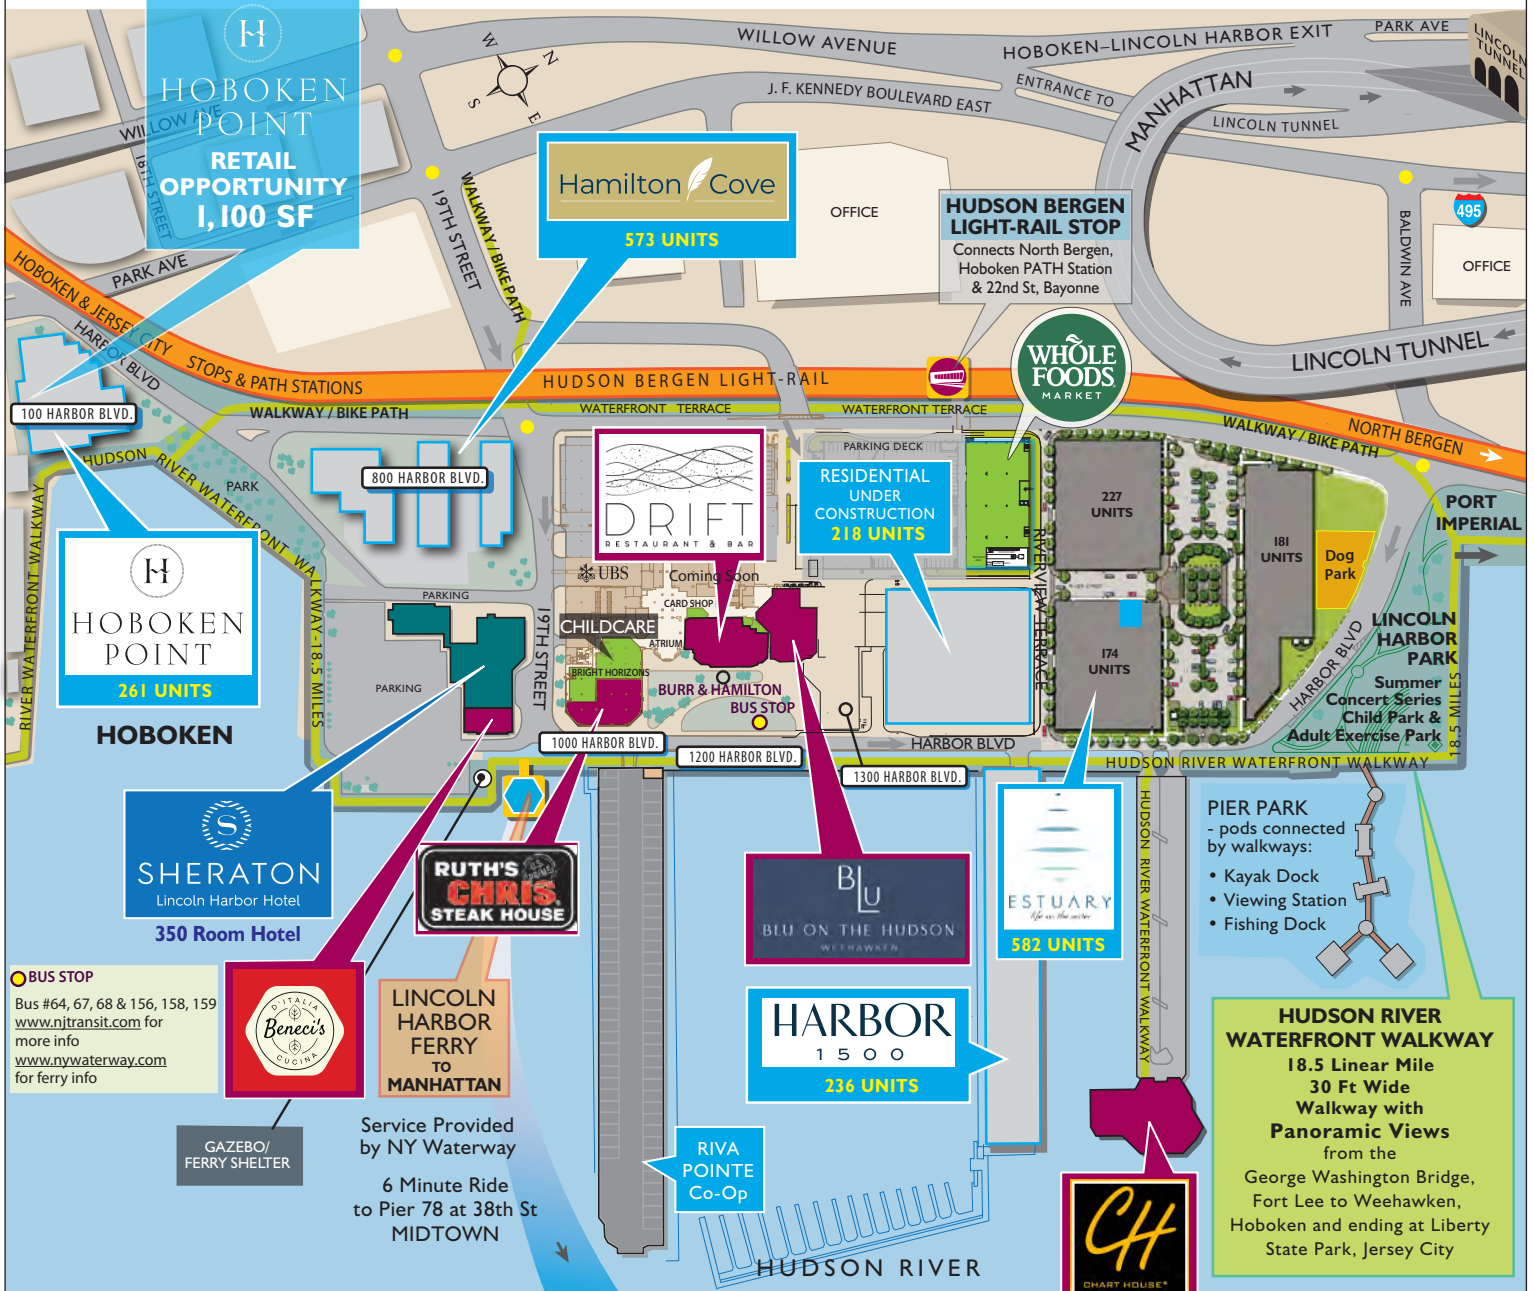 H
HOBOKEN
POINT
RETAIL
OPPORTUNITY
1,100 SF
WILLOW AVE
18TH STREET
PARK AVE
W
N
S
E
WILLOW AVENUE
HOBOKEN–LINCOLN HARBOR EXIT
PARK AVE
LINCOLN
TUNNEL
J. F. KENNEDY BOULEVARD EAST
ENTRANCE TO
LINCOLN TUNNEL
MANHATTAN
19TH STREET
WALKWAY / BIKE PATH
Hamilton Cove
573 UNITS
OFFICE
HUDSON BERGEN
LIGHT-RAIL STOP
Connects North Bergen,
Hoboken PATH Station
& 22nd St, Bayonne
495
BALDWIN AVE
OFFICE
LINCOLN TUNNEL
WHOLE
FOODS
MARKET
HOBOKEN & JERSEY CITY STOPS & PATH STATIONS
HUDSON BERGEN LIGHT-RAIL
NORTH BERGEN
HARBOR BLVD
WALKWAY / BIKE PATH
WATERFRONT TERRACE
WATERFRONT TERRACE
WALKWAY / BIKE PATH
100 HARBOR BLVD.
HUDSON RIVER WATERFRONT WALKWAY-18.5 MILES
RIVER WATERFRONT WALKWAY
PARK
800 HARBOR BLVD.
DRIFT
RESTAURANT & BAR
Coming Soon
PARKING DECK
RESIDENTIAL
UNDER
CONSTRUCTION
218 UNITS
227
UNITS
181
UNITS
Dog
Park
174
UNITS
RIVERVIEW TERRACE
PORT
IMPERIAL
LINCOLN
HARBOR
PARK
Summer
Concert Series
Child Park &
Adult Exercise Park
18.5 MILES
HARBOR BLVD
H
HOBOKEN
POINT
261 UNITS
HOBOKEN
PARKING
PARKING
19TH STREET
UBS
CARD SHOP
CHILDCARE
ATRIUM
BRIGHT HORIZONS
BURR & HAMILTON
BUS STOP
1000 HARBOR BLVD.
1200 HARBOR BLVD.
1300 HARBOR BLVD.
HARBOR BLVD
HUDSON RIVER WATERFRONT WALKWAY
HUDSON RIVER WATERFRONT WALKWAY
S
SHERATON
Lincoln Harbor Hotel
350 Room Hotel
RUTH'S
CHRIS
STEAK HOUSE
BLU
BLU ON THE HUDSON
WEEHAWKEN
ESTUARY
582 UNITS
PIER PARK
- pods connected
by walkways:
• Kayak Dock
• Viewing Station
• Fishing Dock
BUS STOP
Bus #64, 67, 68 & 156, 158, 159
www.njtransit.com for
more info
www.nywaterway.com
for ferry info
D'ITALIA
Beneci's
CUCINA
LINCOLN
HARBOR
FERRY
TO
MANHATTAN
GAZEBO/
FERRY SHELTER
Service Provided
by NY Waterway
6 Minute Ride
to Pier 78 at 38th St
MIDTOWN
HARBOR
1500
236 UNITS
RIVA
POINTE
Co-Op
HUDSON RIVER
CH
CHART HOUSE
HUDSON RIVER
WATERFRONT WALKWAY
18.5 Linear Mile
30 Ft Wide
Walkway with
Panoramic Views
from the
George Washington Bridge,
Fort Lee to Weehawken,
Hoboken and ending at Liberty
State Park, Jersey City